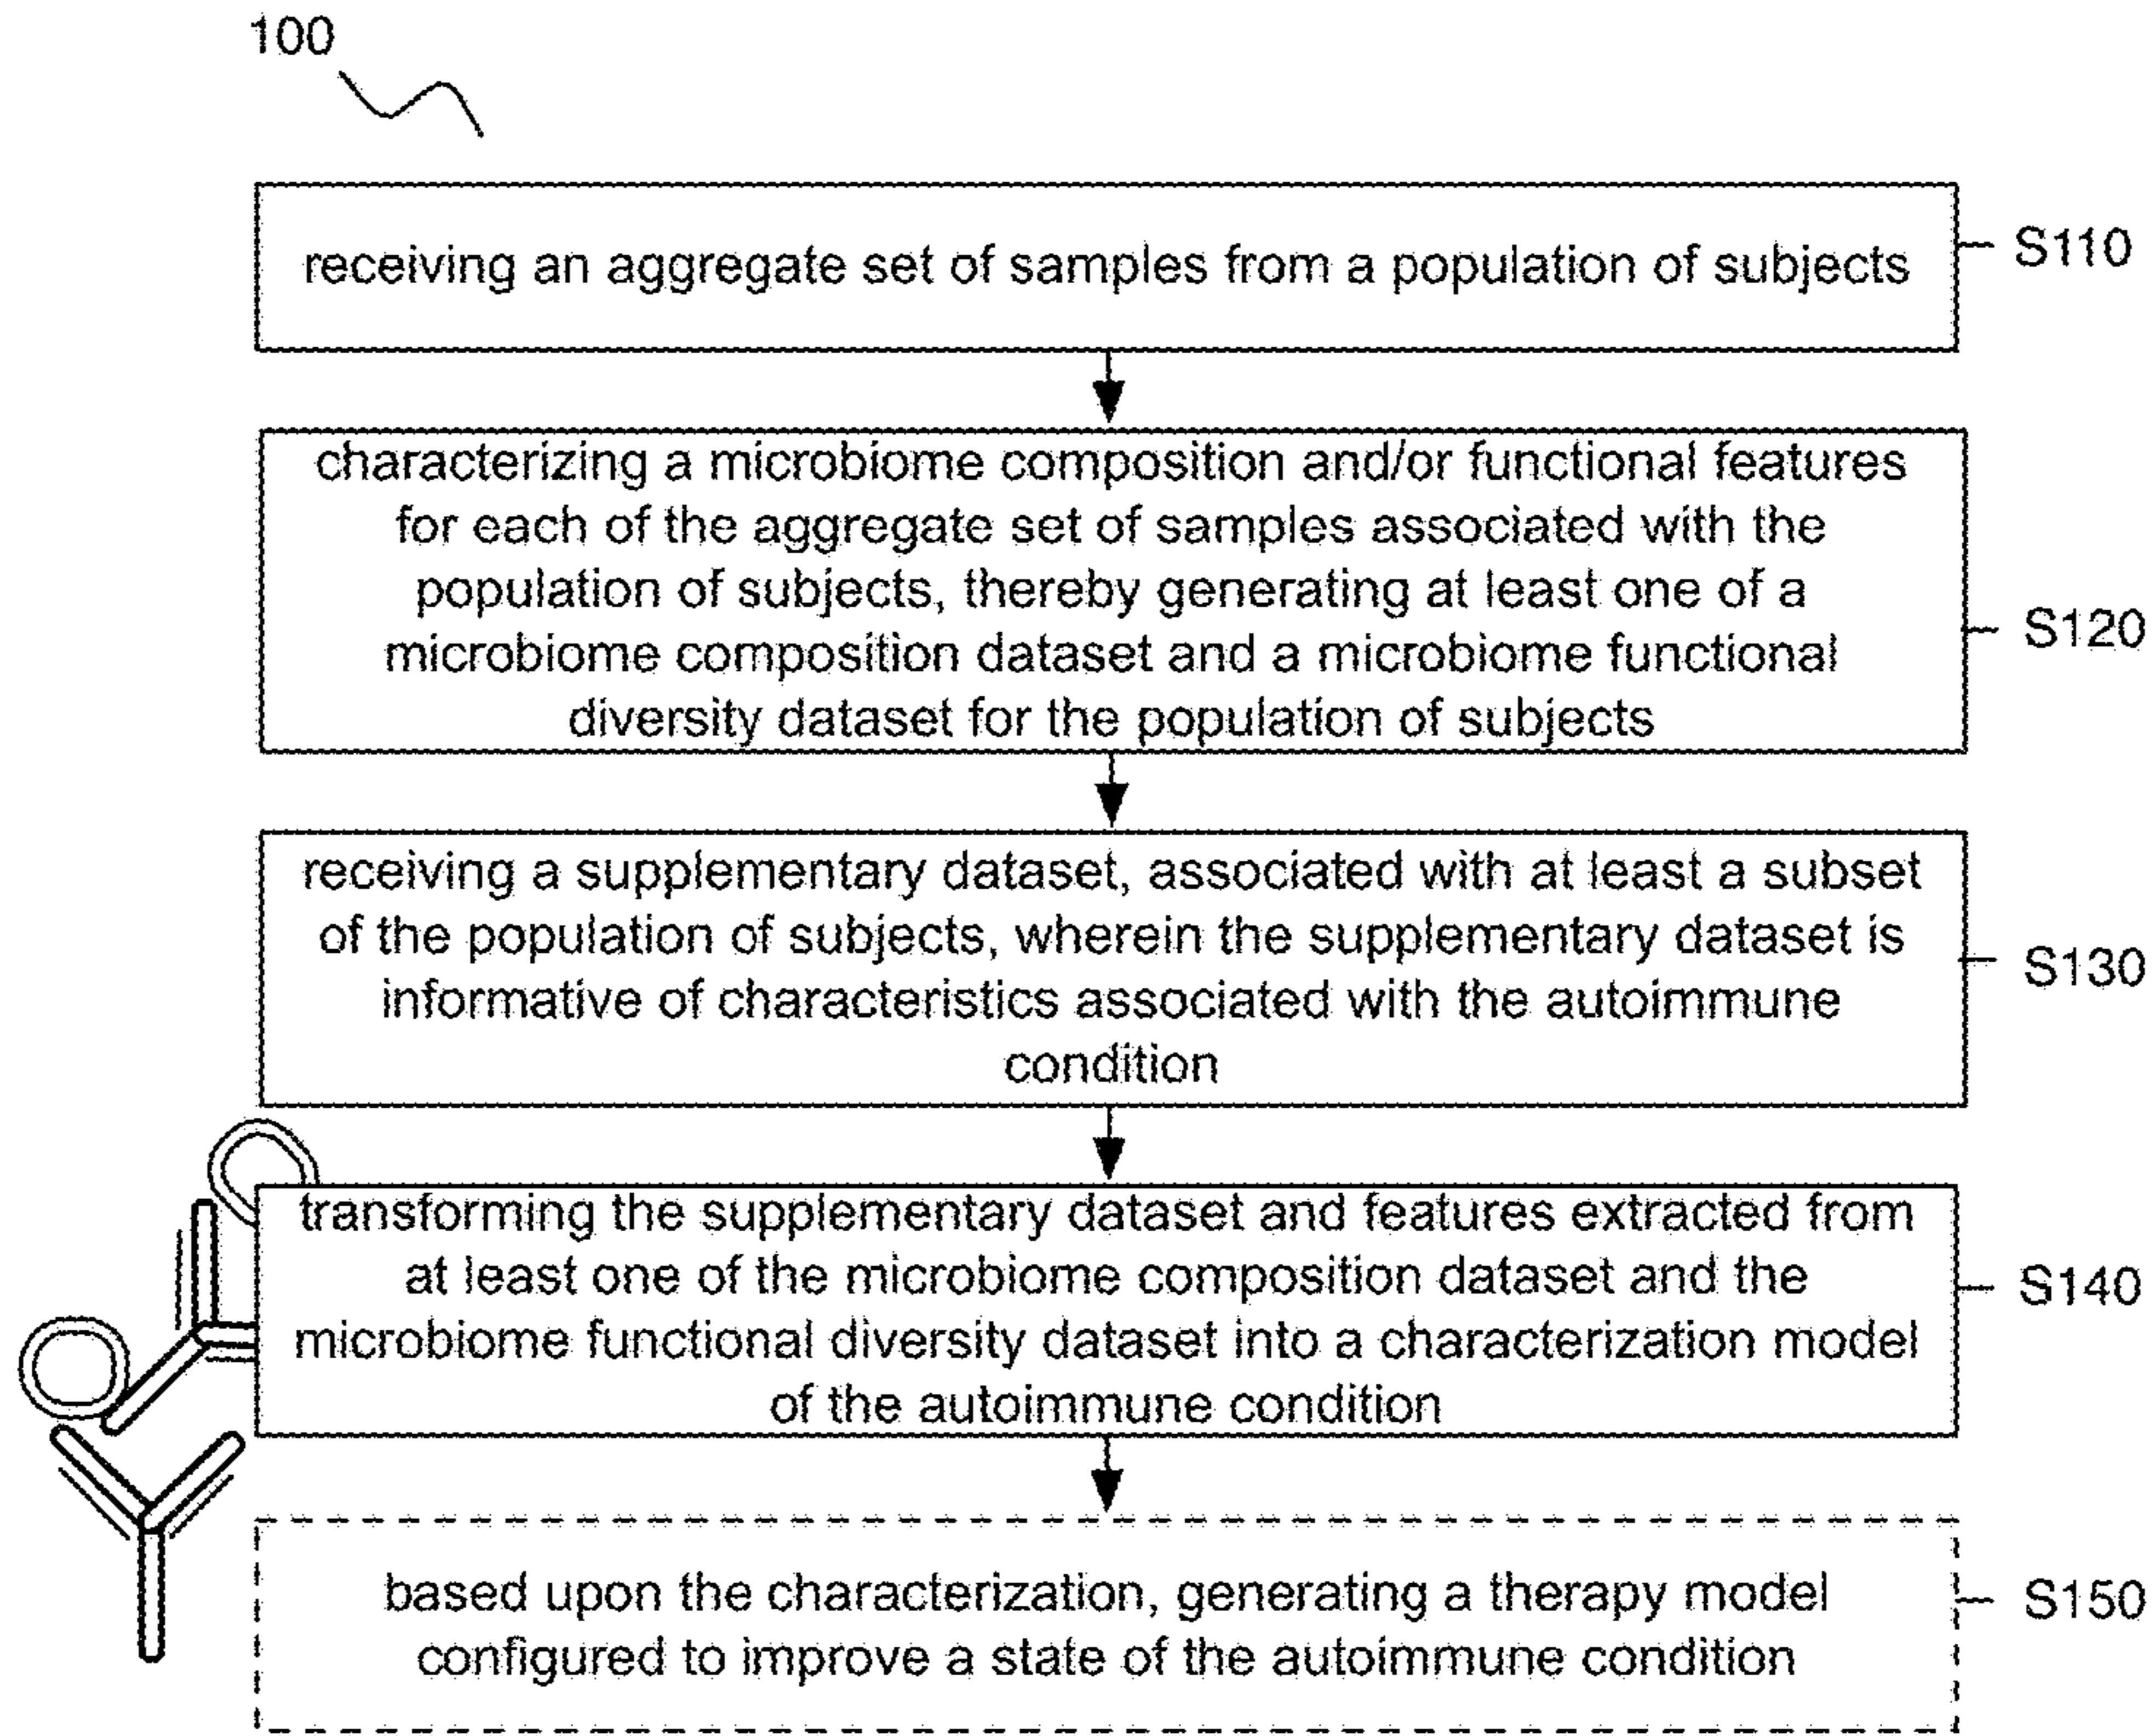 100
receiving an aggregate set of samples from a population of subjects
S110
characterizing a microbiome composition and/or functional features
for each of the aggregate set of samples associated with the
population of subjects, thereby generating at least one of a
microbiome composition dataset and a microbiome functional
diversity dataset for the population of subjects
S120
receiving a supplementary dataset, associated with at least a subset
of the population of subjects, wherein the supplementary dataset is
informative of characteristics associated with the autoimmune
condition
S130
transforming the supplementary dataset and features extracted from
at least one of the microbiome composition dataset and the
microbiome functional diversity dataset into a characterization model
of the autoimmune condition
S140
based upon the characterization, generating a therapy model
configured to improve a state of the autoimmune condition
S150